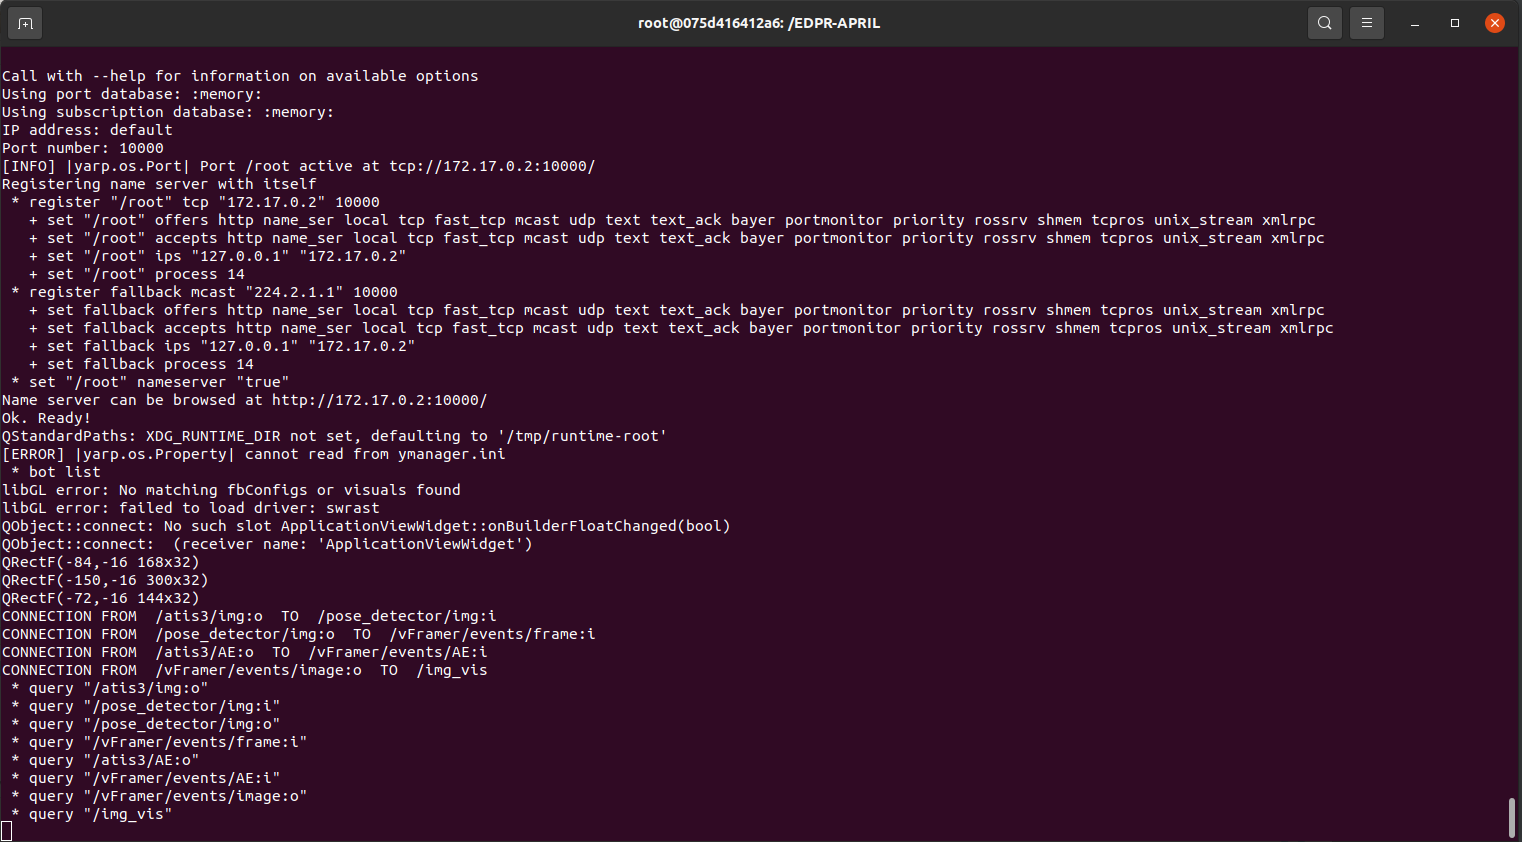 root@075d416412a6: /EDPR-APRIL
Call with --help for information on available options
Using port database: :memory:
Using subscription database: :memory:
IP address: default
Port number: 10000
[INFO] |yarp.os.Port| Port /root active at tcp://172.17.0.2:10000/
Registering name server with itself
 * register "/root" tcp "172.17.0.2" 10000
   + set "/root" offers http name_ser local tcp fast_tcp mcast udp text text_ack bayer portmonitor priority rossrv shmem tcpros unix_stream xmlrpc
   + set "/root" accepts http name_ser local tcp fast_tcp mcast udp text text_ack bayer portmonitor priority rossrv shmem tcpros unix_stream xmlrpc
   + set "/root" ips "127.0.0.1" "172.17.0.2"
   + set "/root" process 14
 * register fallback mcast "224.2.1.1" 10000
   + set fallback offers http name_ser local tcp fast_tcp mcast udp text text_ack bayer portmonitor priority rossrv shmem tcpros unix_stream xmlrpc
   + set fallback accepts http name_ser local tcp fast_tcp mcast udp text text_ack bayer portmonitor priority rossrv shmem tcpros unix_stream xmlrpc
   + set fallback ips "127.0.0.1" "172.17.0.2"
   + set fallback process 14
 * set "/root" nameserver "true"
Name server can be browsed at http://172.17.0.2:10000/
Ok. Ready!
QStandardPaths: XDG_RUNTIME_DIR not set, defaulting to '/tmp/runtime-root'
[ERROR] |yarp.os.Property| cannot read from ymanager.ini
 * bot list
libGL error: No matching fbConfigs or visuals found
libGL error: failed to load driver: swrast
QObject::connect: No such slot ApplicationViewWidget::onBuilderFloatChanged(bool)
QObject::connect:  (receiver name: 'ApplicationViewWidget')
QRectF(-84,-16 168x32)
QRectF(-150,-16 300x32)
QRectF(-72,-16 144x32)
CONNECTION FROM  /atis3/img:o  TO  /pose_detector/img:i
CONNECTION FROM  /pose_detector/img:o  TO  /vFramer/events/frame:i
CONNECTION FROM  /atis3/AE:o  TO  /vFramer/events/AE:i
CONNECTION FROM  /vFramer/events/image:o  TO  /img_vis
 * query "/atis3/img:o"
 * query "/pose_detector/img:i"
 * query "/pose_detector/img:o"
 * query "/vFramer/events/frame:i"
 * query "/atis3/AE:o"
 * query "/vFramer/events/AE:i"
 * query "/vFramer/events/image:o"
 * query "/img_vis"